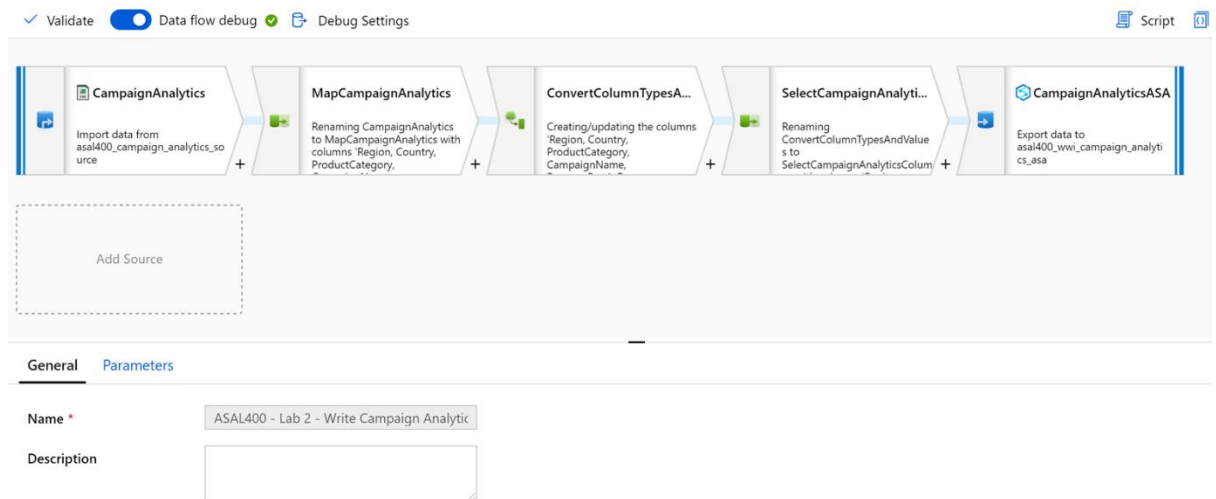 Validate
Data flow debug
Debug Settings
Script
CampaignAnalytics
Import data from
asal400_campaign_analytics_so
urce
+
MapCampaignAnalytics
Renaming CampaignAnalytics
to MapCampaignAnalytics with
columns 'Region, Country,
ProductCategory,
+
ConvertColumnTypesA...
Creating/updating the columns
'Region, Country,
ProductCategory,
CampaignName,
+
SelectCampaignAnalyti...
Renaming
ConvertColumnTypesAndValue
s to
SelectCampaignAnalyticsColum
+
CampaignAnalyticsASA
Export data to
asal400_wwi_campaign_analyti
cs_asa
Add Source
General
Parameters
Name *
ASAL400 - Lab 2 - Write Campaign Analytic
Description